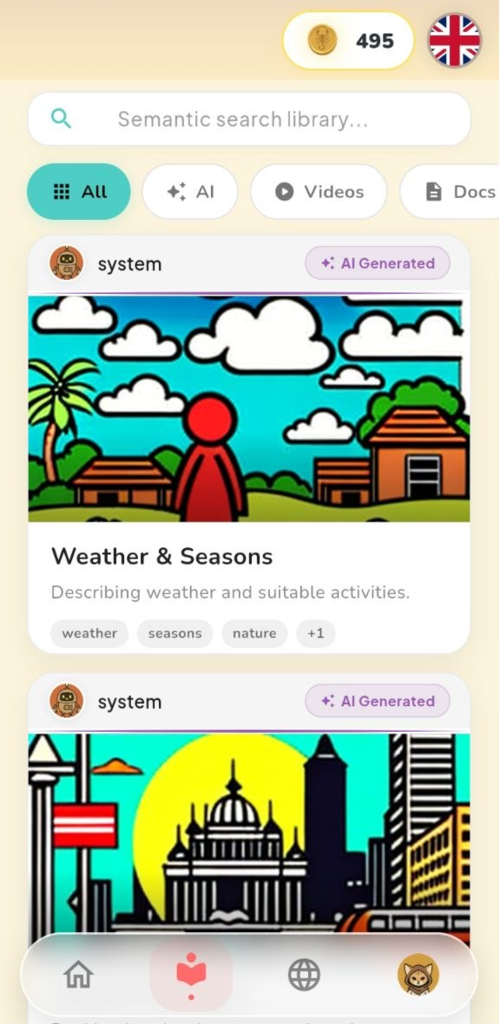 495
Semantic search library...
All
AI
Videos
Docs
system
AI Generated
Weather & Seasons
Describing weather and suitable activities.
weather
seasons
nature
+1
system
AI Generated